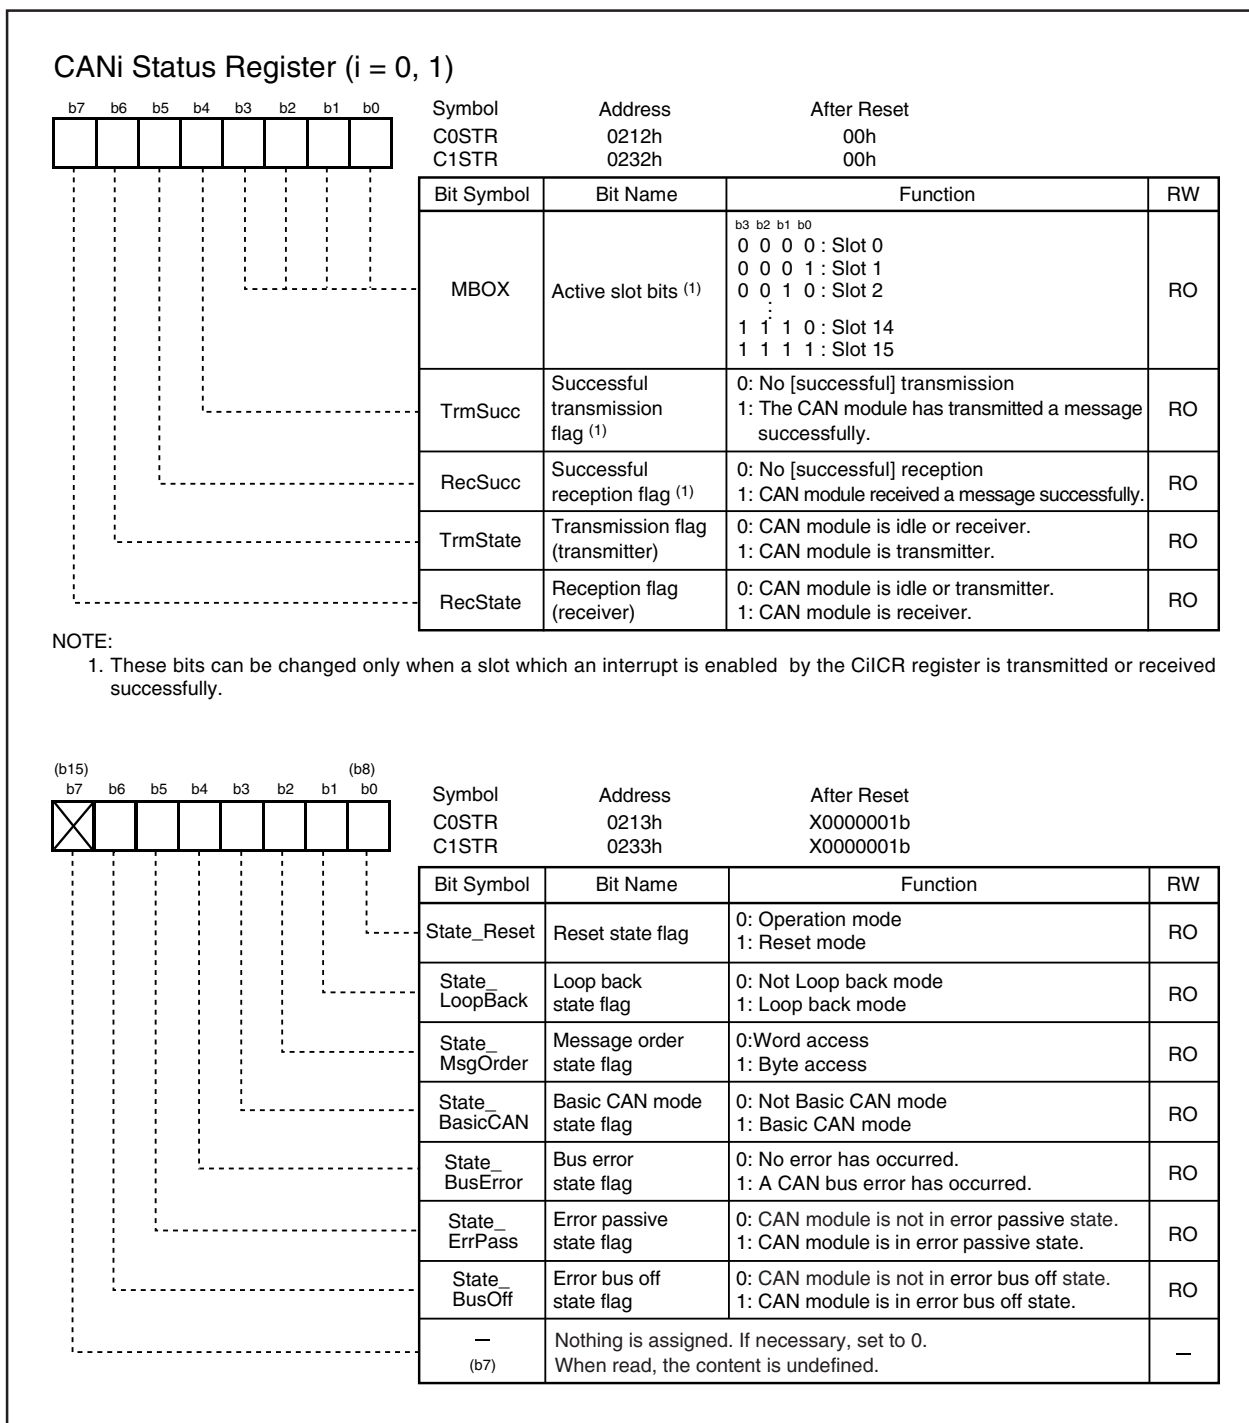 CANi Status Register (i = 0, 1)
b7 b6 b5 b4 b3 b2 b1 b0
Symbol Address After Reset
C0STR 0212h 00h
C1STR 0232h 00h
Bit Symbol Bit Name Function RW
MBOX Active slot bits (1) RO
b3 b2 b1 b0
0 0 0 0 : Slot 0
0 0 0 1 : Slot 1
0 0 1 0 : Slot 2
:
1 1 1 0 : Slot 14
1 1 1 1 : Slot 15
TrmSucc
Successful
transmission
flag (1)
0: No [successful] transmission
1: The CAN module has transmitted a message
successfully.
RO
RecSucc
Successful
reception flag (1)
0: No [successful] reception
1: CAN module received a message successfully.
RO
TrmState
Transmission flag
(transmitter)
0: CAN module is idle or receiver.
1: CAN module is transmitter.
RO
RecState
Reception flag
(receiver)
0: CAN module is idle or transmitter.
1: CAN module is receiver.
RO
NOTE:
1. These bits can be changed only when a slot which an interrupt is enabled by the CiICR register is transmitted or received
successfully.
(b15) (b8)
b7 b6 b5 b4 b3 b2 b1 b0
Symbol Address After Reset
C0STR 0213h X0000001b
C1STR 0233h X0000001b
Bit Symbol Bit Name Function RW
State_Reset
Reset state flag
0: Operation mode
1: Reset mode
RO
State_
LoopBack
Loop back
state flag
0: Not Loop back mode
1: Loop back mode
RO
State_
MsgOrder
Message order
state flag
0:Word access
1: Byte access
RO
State_
BasicCAN
Basic CAN mode
state flag
0: Not Basic CAN mode
1: Basic CAN mode
RO
State_
BusError
Bus error
state flag
0: No error has occurred.
1: A CAN bus error has occurred.
RO
State_
ErrPass
Error passive
state flag
0: CAN module is not in error passive state.
1: CAN module is in error passive state.
RO
State_
BusOff
Error bus off
state flag
0: CAN module is not in error bus off state.
1: CAN module is in error bus off state.
RO
—
(b7)
Nothing is assigned. If necessary, set to 0.
When read, the content is undefined.
—